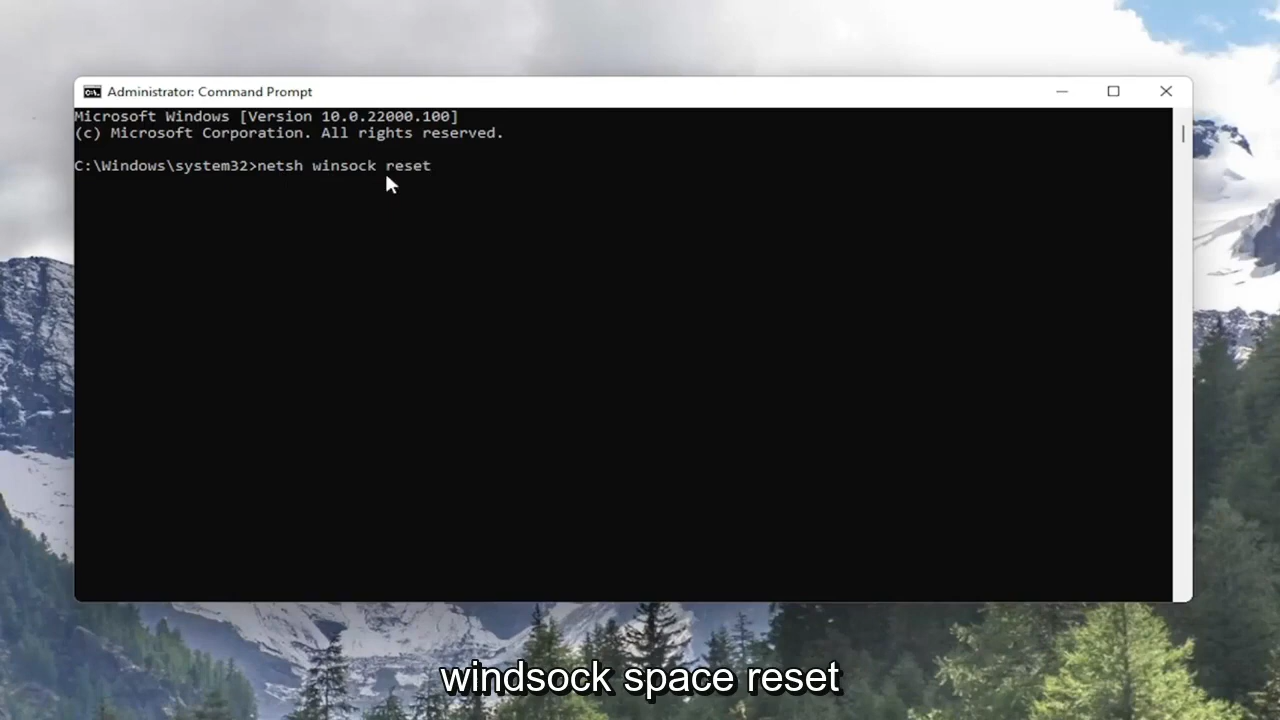 Administrator: Command Prompt
Microsoft Windows [Version 10.0.22000.100]
(c) Microsoft Corporation. All rights reserved.
C:\Windows\system32>netsh winsock reset
windsock space reset